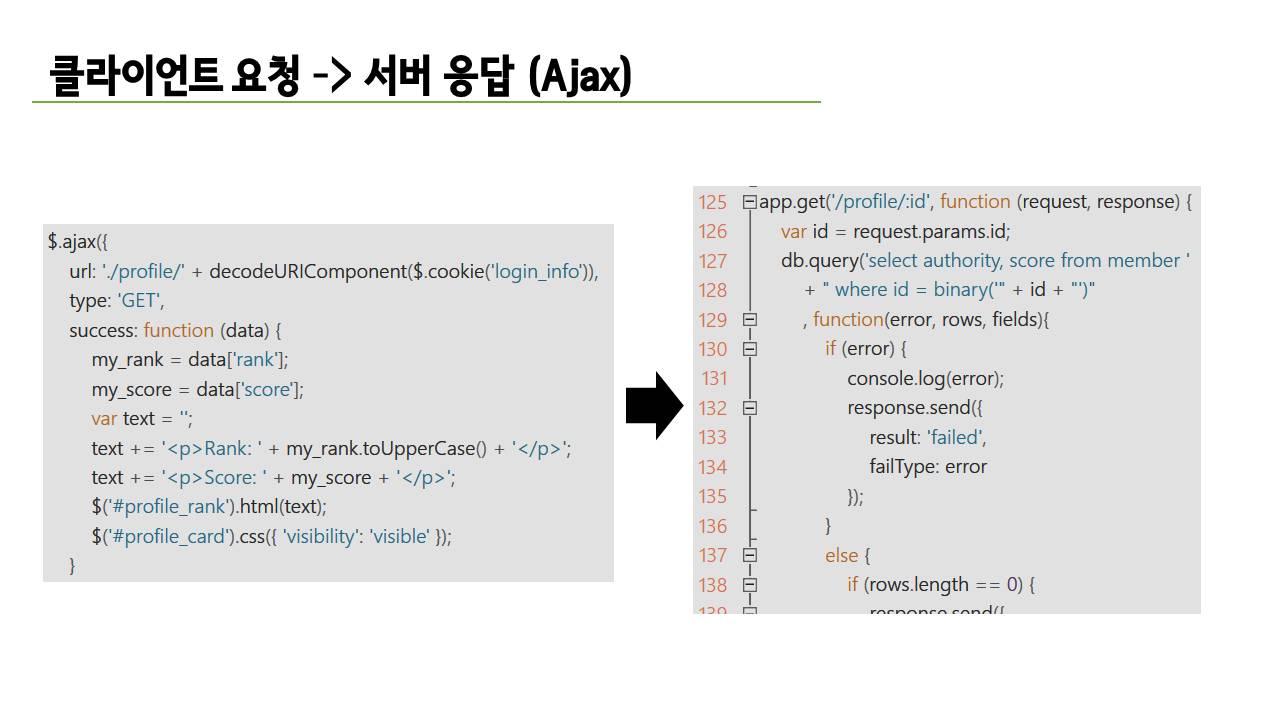 클라이언트 요청 -> 서버 응답 (Ajax)
$.ajax({
url: './profile/' + decodeURIComponent($.cookie('login_info')),
type: 'GET',
success: function (data) {
my_rank = data['rank'];
my_score = data['score'];
var text = '';
text += '<p>Rank: ' + my_rank.toUpperCase() + '</p>';
text += '<p>Score: ' + my_score + '</p>';
$('#profile_rank').html(text);
$('#profile_card').css({ 'visibility': 'visible' });
}
125 app.get('/profile/:id', function (request, response) {
126 var id = request.params.id;
127 db.query('select authority, score from member '
128 + " where id = binary('" + id + "')"
129 , function(error, rows, fields){
130 if (error) {
131 console.log(error);
132 response.send({
133 result: 'failed',
134 failType: error
135 });
136 }
137 else {
138 if (rows.length == 0) {
139 response.send({